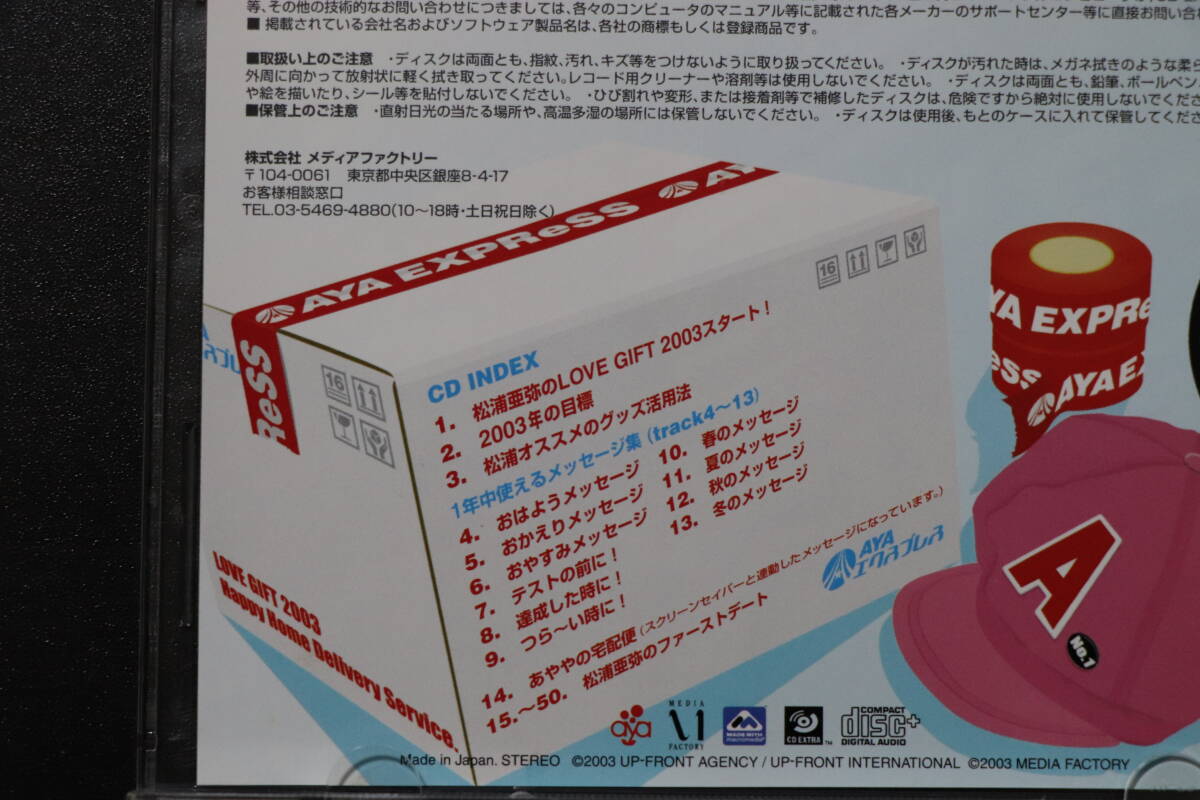 等、その他の技術的なお問い合わせにつきましては、各々のコンピュータのマニュアル等に記載された各メーカーのサポートセンター等に直接お問い合
■ 掲載されている会社名およびソフトウェア製品名は、各社の商標もしくは登録商品です。
■取扱い上のご注意 ・ディスクは両面とも、指紋、汚れ、キズ等をつけないように取り扱ってください。 ・ディスクが汚れた時は、メガネ拭きのような柔ら
外周に向かって放射状に軽く拭き取ってください。レコード用クリーナーや溶剤等は使用しないでください。 ・ディスクは両面とも、鉛筆、ボールペン
や絵を描いたり、シール等を貼付しないでください。 ・ひび割れや変形、または接着剤等で補修したディスクは、危険ですから絶対に使用しないでくださ
■保管上のご注意 ・直射日光の当たる場所や、高温多湿の場所には保管しないでください。 ・ディスクは使用後、もとのケースに入れて保管してくださ
株式会社 メディアファクトリー
〒104-0061 東京都中央区銀座8-4-17
お客様相談窓口
TEL.03-5469-4880(10〜18時・土日祝日除く)
AYA EXPReSS AYA
ReSS
エクスプレス
16
16
YA EXPRe
eSS AYA EX
CD INDEX
1. 松浦亜弥のLOVE GIFT 2003スタート！
2. 2003年の目標
3. 松浦オススメのグッズ活用法
1年中使えるメッセージ集 (track4〜13)
4. おはようメッセージ
5. おかえりメッセージ
6. おやすみメッセージ
7. テストの前に！
8. 達成した時に！
9. つら〜い時に！
10. 春のメッセージ
11. 夏のメッセージ
12. 秋のメッセージ
13. 冬のメッセージ
14. あややの宅配便 (スクリーンセイバーと連動したメッセージになっています。)
15.〜50. 松浦亜弥のファーストデート
AYA
エクスプレス
LOVE GIFT 2003
Happy Home Delivery Service.
A
No.1
aya
MEDIA
FACTORY
MADE WITH
macromedia
CD EXTRA ™
COMPACT
disc+
DIGITAL AUDIO
Made in Japan. STEREO ©2003 UP-FRONT AGENCY / UP-FRONT INTERNATIONAL ©2003 MEDIA FACTORY